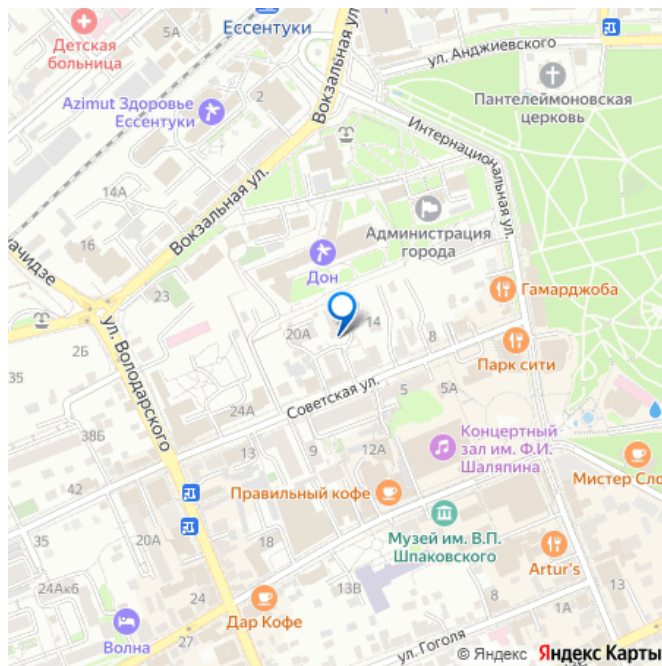 Ессентуки
5А
Детская
больница
ул. Анджиевского
Вокзальная ул.
2
Azimut Здоровье
Ессентуки
Пантелеймоновская
церковь
Интернациональная ул.
14А
Вокзальная ул.
Администрация
города
16
Дон
ачидзе
23
Гамарджоба
14
20А
8
2Б
ул. Володарского
Парк сити
35
Советская ул.
5
5А
24А
38Б
Концертный
зал им. Ф.И.
Шаляпина
13
9
12А
Мистер Сло
42
Правильный кофе
Музей им. В.П.
Шпаковского
35
20А
18
Artur's
24Ак6
13В
13
24
8
1А
Дар Кофе
Волна
27
ул. Гоголя
© Яндекс Яндекс Карты